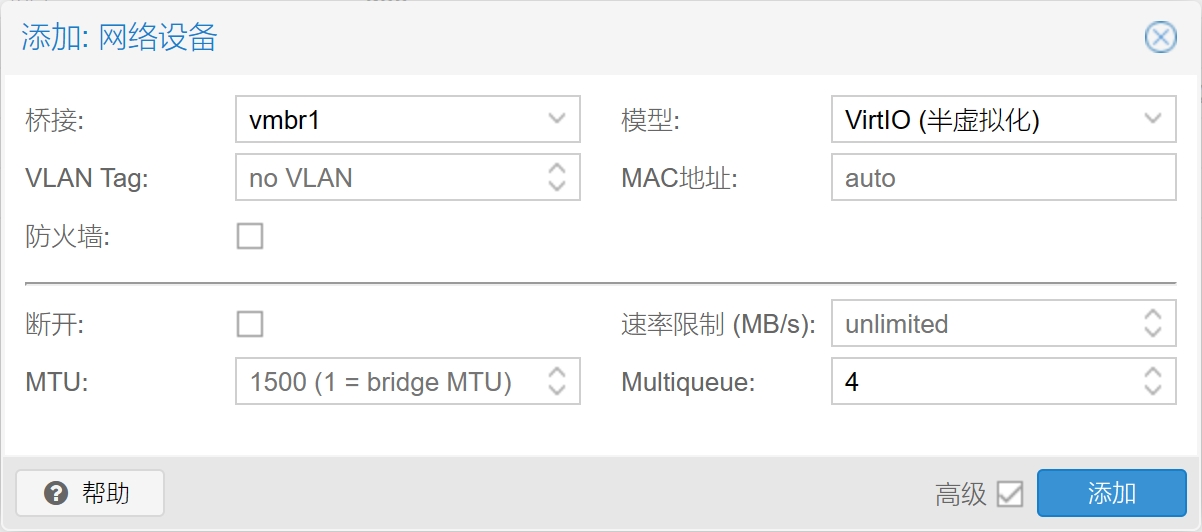 添加: 网络设备
桥接: vmbr1 模型: VirtIO (半虚拟化)
VLAN Tag: no VLAN MAC地址: auto
防火墙:
断开: 速率限制 (MB/s): unlimited
MTU: 1500 (1 = bridge MTU) Multiqueue: 4
帮助 高级 添加